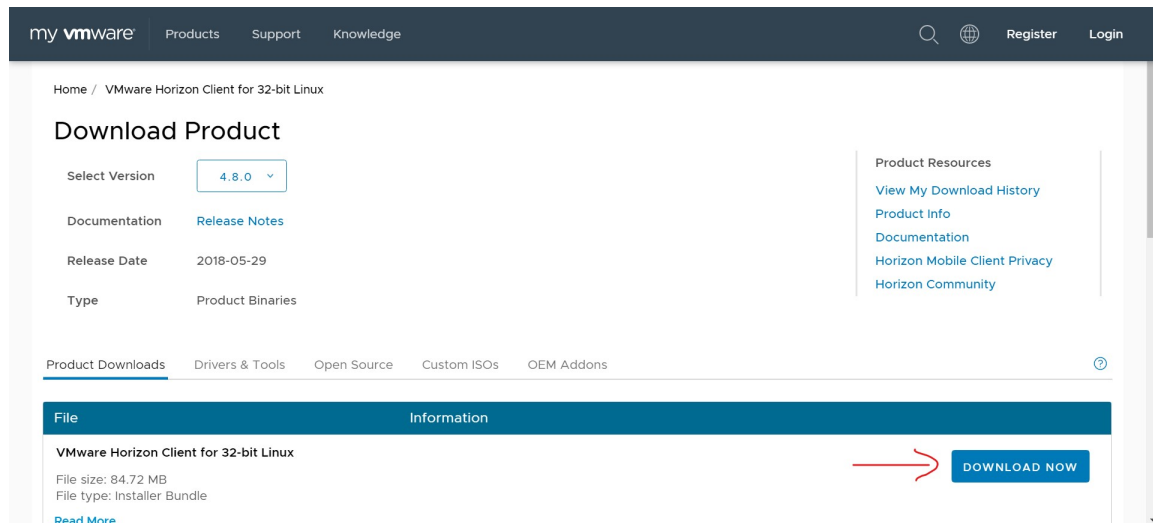 my vmware Products Support Knowledge Register Login
Home / VMware Horizon Client for 32-bit Linux
Download Product
Select Version 4.8.0
Documentation Release Notes
Release Date 2018-05-29
Type Product Binaries
Product Resources
View My Download History
Product Info
Documentation
Horizon Mobile Client Privacy
Horizon Community
Product Downloads Drivers & Tools Open Source Custom ISOs OEM Addons
File Information
VMware Horizon Client for 32-bit Linux
File size: 84.72 MB
File type: Installer Bundle
DOWNLOAD NOW
Read More